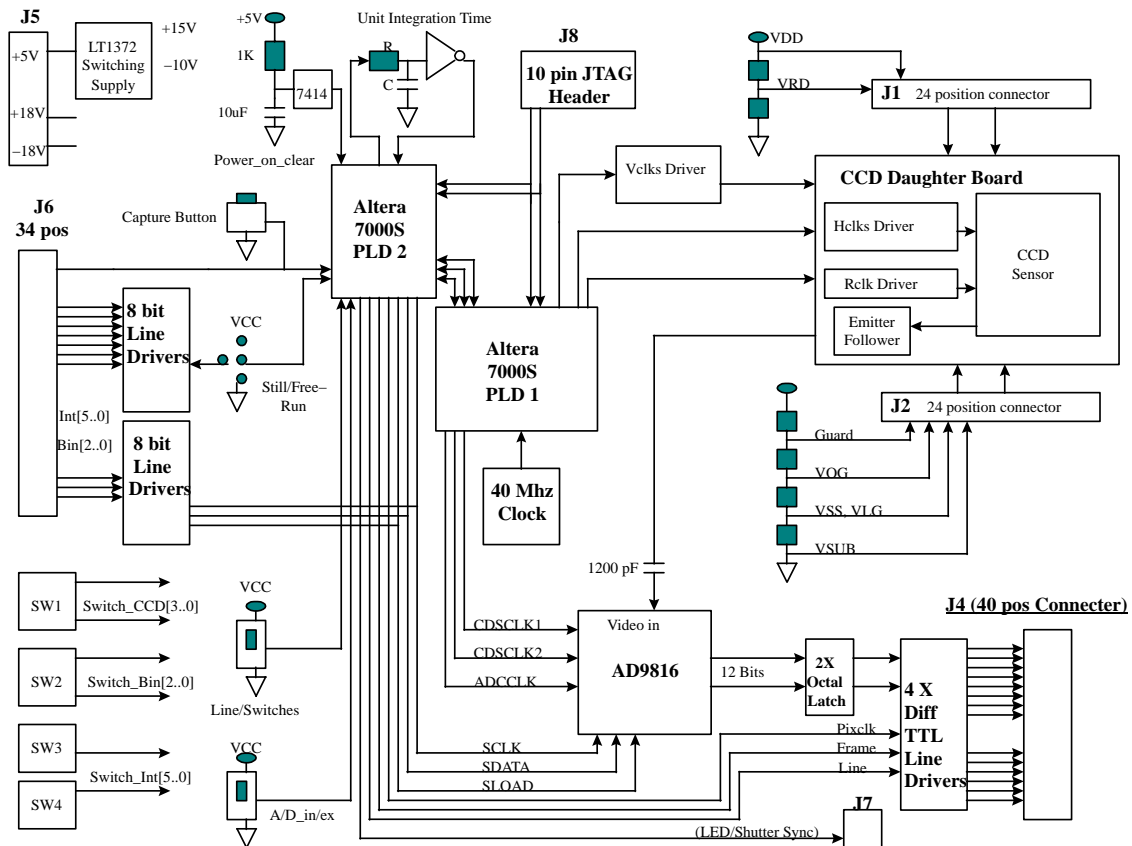 J5
+5V
+18V
−18V
LT1372
Switching
Supply
+15V
−10V
+5V
1K
10uF
7414
Power_on_clear
Unit Integration Time
R
C
J8
10 pin JTAG
Header
VDD
VRD
J1
24 position connector
Vclks Driver
CCD Daughter Board
Hclks Driver
Rclk Driver
Emitter
Follower
CCD
Sensor
J6
34 pos
Capture Button
Altera
7000S
PLD 2
8 bit
Line
Drivers
VCC
Still/Free−
Run
Int[5..0]
Bin[2..0]
8 bit
Line
Drivers
Altera
7000S
PLD 1
40 Mhz
Clock
J2
24 position connector
Guard
VOG
VSS, VLG
VSUB
1200 pF
SW1
Switch_CCD[3..0]
SW2
Switch_Bin[2..0]
SW3
Switch_Int[5..0]
SW4
VCC
Line/Switches
VCC
A/D_in/ex
CDSCLK1
CDSCLK2
ADCCLK
Video in
AD9816
SCLK
SDATA
SLOAD
12 Bits
2X
Octal
Latch
4 X
Diff
TTL
Line
Drivers
Pixclk
Frame
Line
J4 (40 pos Connecter)
J7
(LED/Shutter Sync)